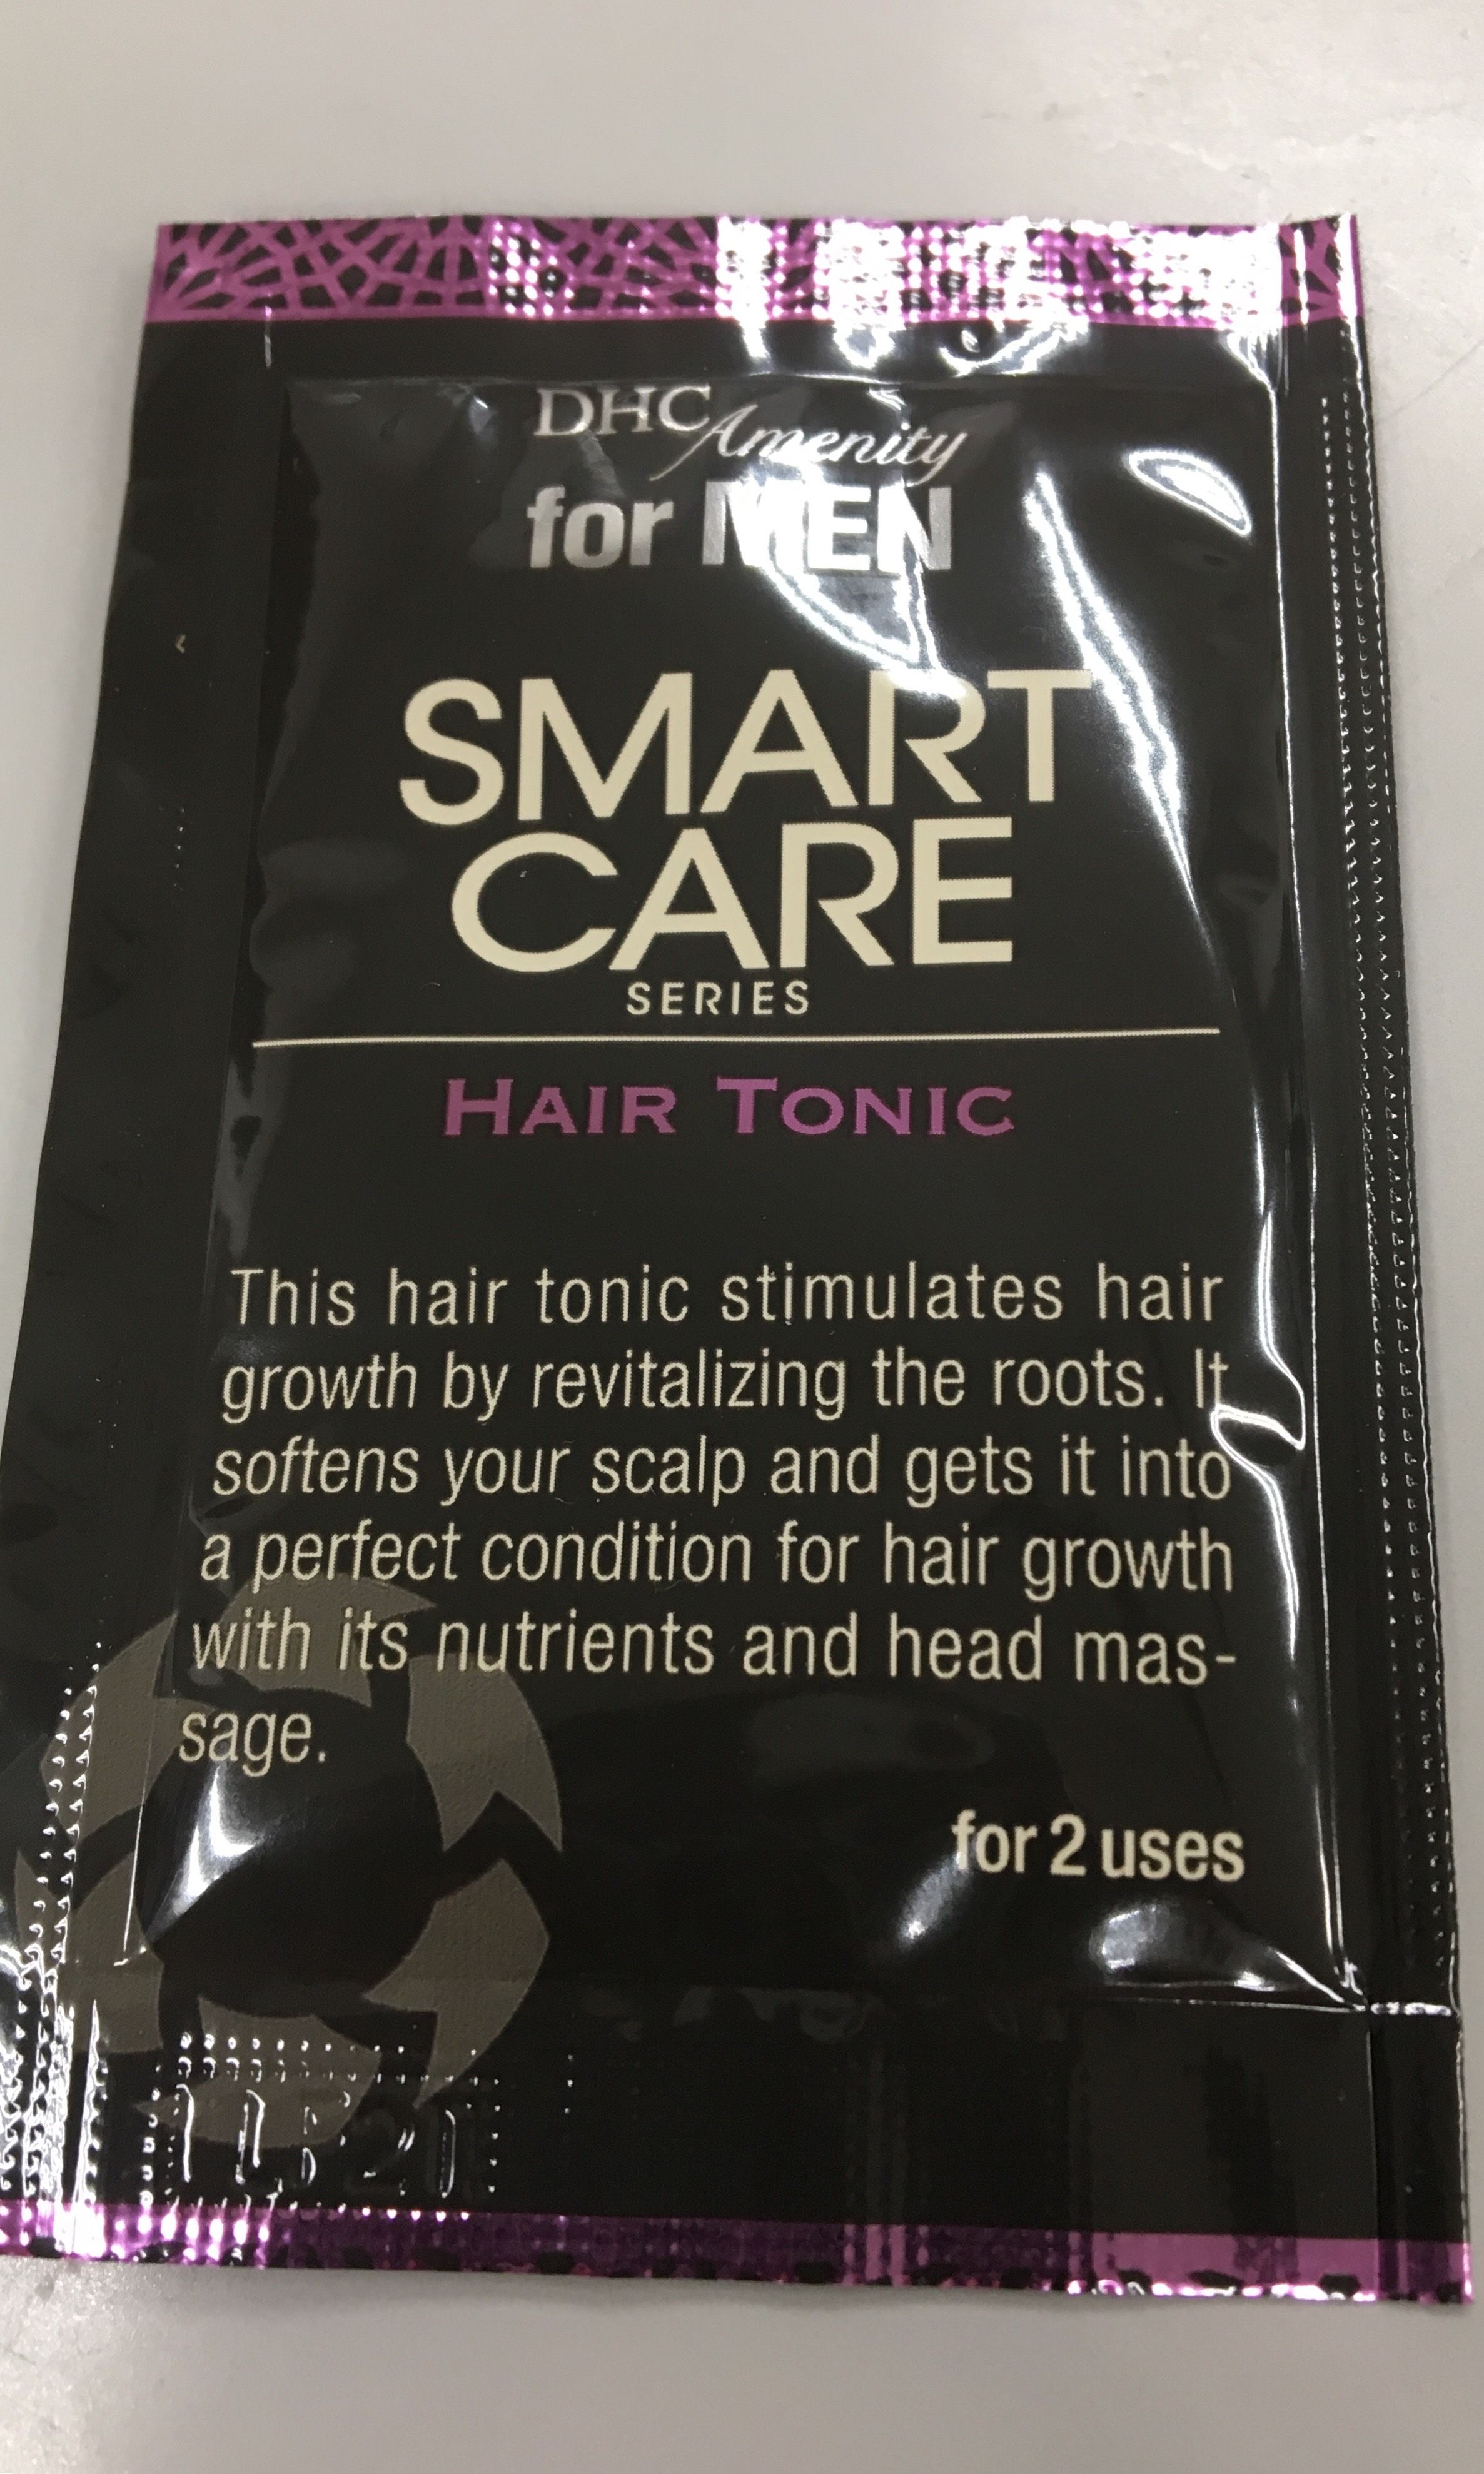 DHC Amenity
for MEN
SMART
CARE
SERIES
HAIR TONIC
This hair tonic stimulates hair
growth by revitalizing the roots. It
softens your scalp and gets it into
a perfect condition for hair growth
with its nutrients and head mas-
sage.
for 2 uses